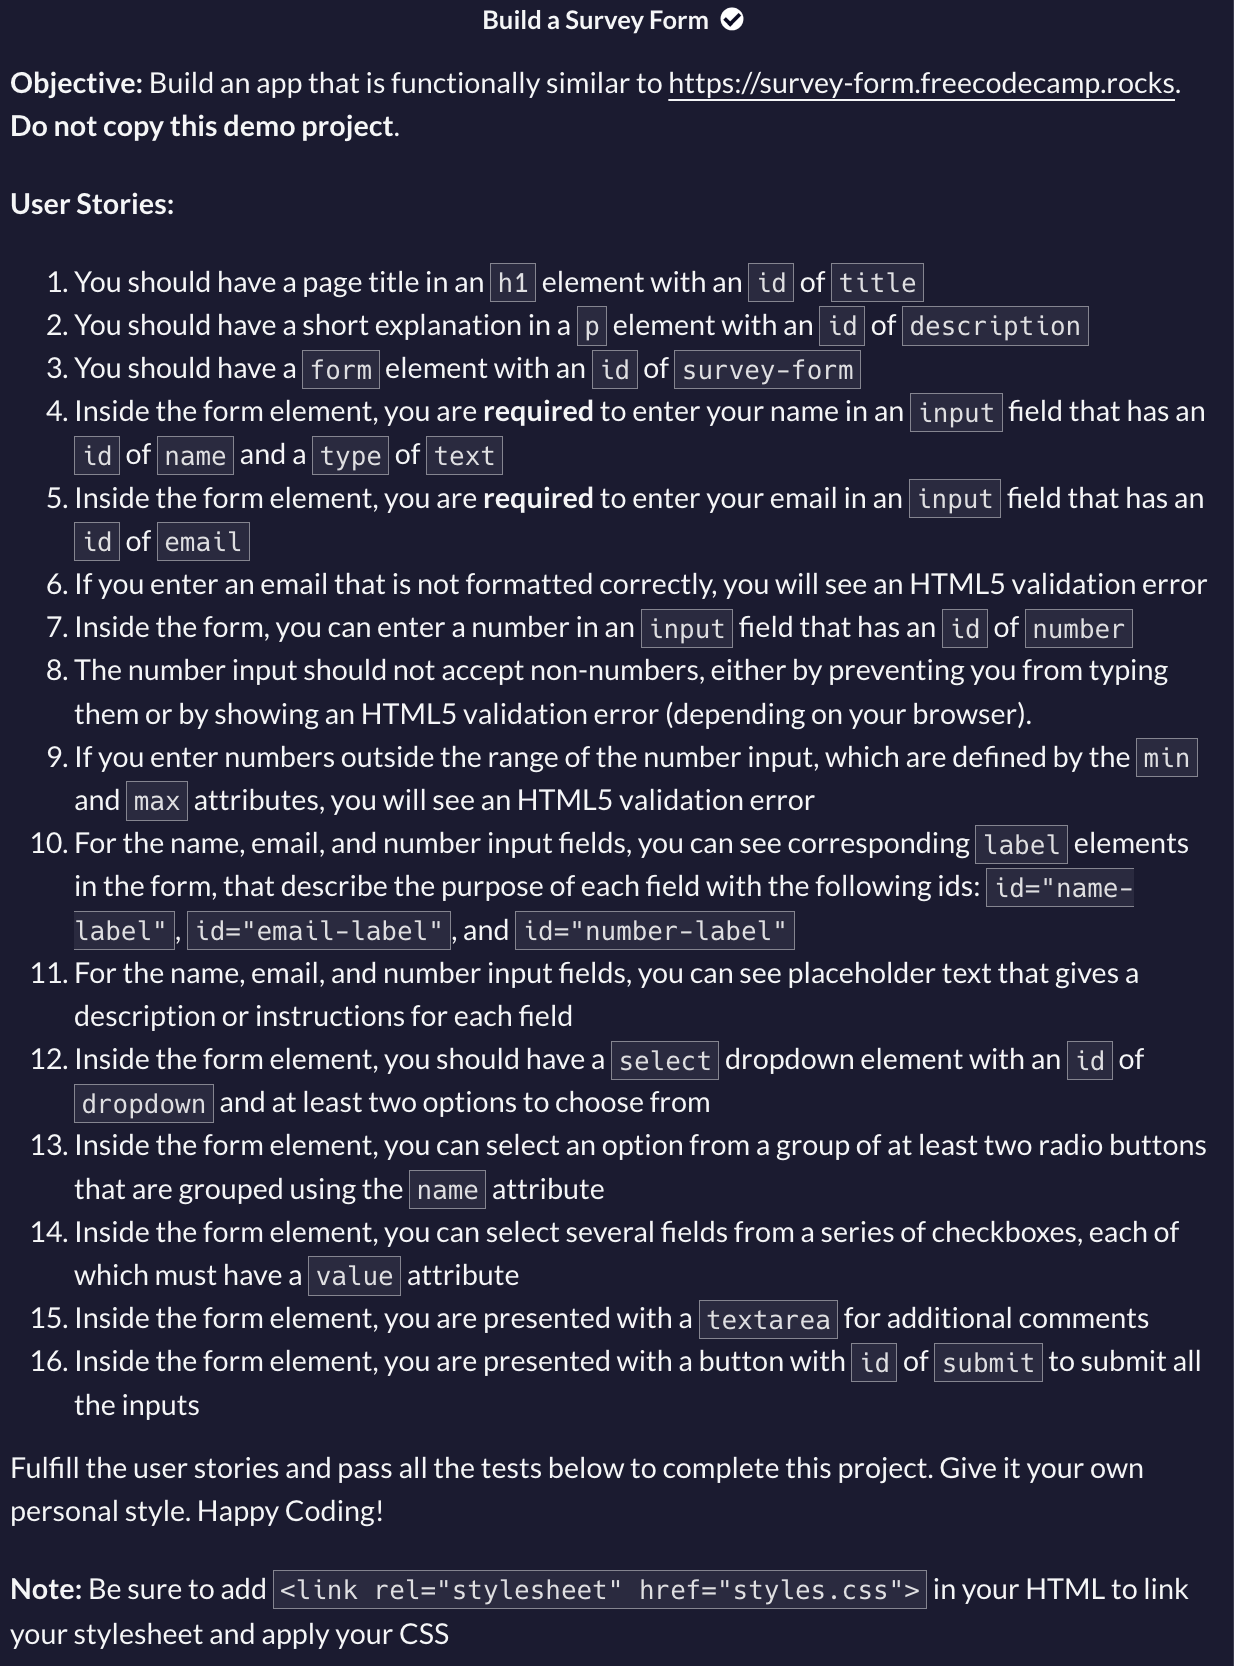 Build a Survey Form
Objective: Build an app that is functionally similar to https://survey-form.freecodecamp.rocks.
Do not copy this demo project.
User Stories:
1. You should have a page title in an h1 element with an id of title
2. You should have a short explanation in a p element with an id of description
3. You should have a form element with an id of survey-form
4. Inside the form element, you are required to enter your name in an input field that has an
id of name and a type of text
5. Inside the form element, you are required to enter your email in an input field that has an
id of email
6. If you enter an email that is not formatted correctly, you will see an HTML5 validation error
7. Inside the form, you can enter a number in an input field that has an id of number
8. The number input should not accept non-numbers, either by preventing you from typing
them or by showing an HTML5 validation error (depending on your browser).
9. If you enter numbers outside the range of the number input, which are defined by the min
and max attributes, you will see an HTML5 validation error
10. For the name, email, and number input fields, you can see corresponding label elements
in the form, that describe the purpose of each field with the following ids: id="name-
label", id="email-label", and id="number-label"
11. For the name, email, and number input fields, you can see placeholder text that gives a
description or instructions for each field
12. Inside the form element, you should have a select dropdown element with an id of
dropdown and at least two options to choose from
13. Inside the form element, you can select an option from a group of at least two radio buttons
that are grouped using the name attribute
14. Inside the form element, you can select several fields from a series of checkboxes, each of
which must have a value attribute
15. Inside the form element, you are presented with a textarea for additional comments
16. Inside the form element, you are presented with a button with id of submit to submit all
the inputs
Fulfill the user stories and pass all the tests below to complete this project. Give it your own
personal style. Happy Coding!
Note: Be sure to add <link rel="stylesheet" href="styles.css"> in your HTML to link
your stylesheet and apply your CSS